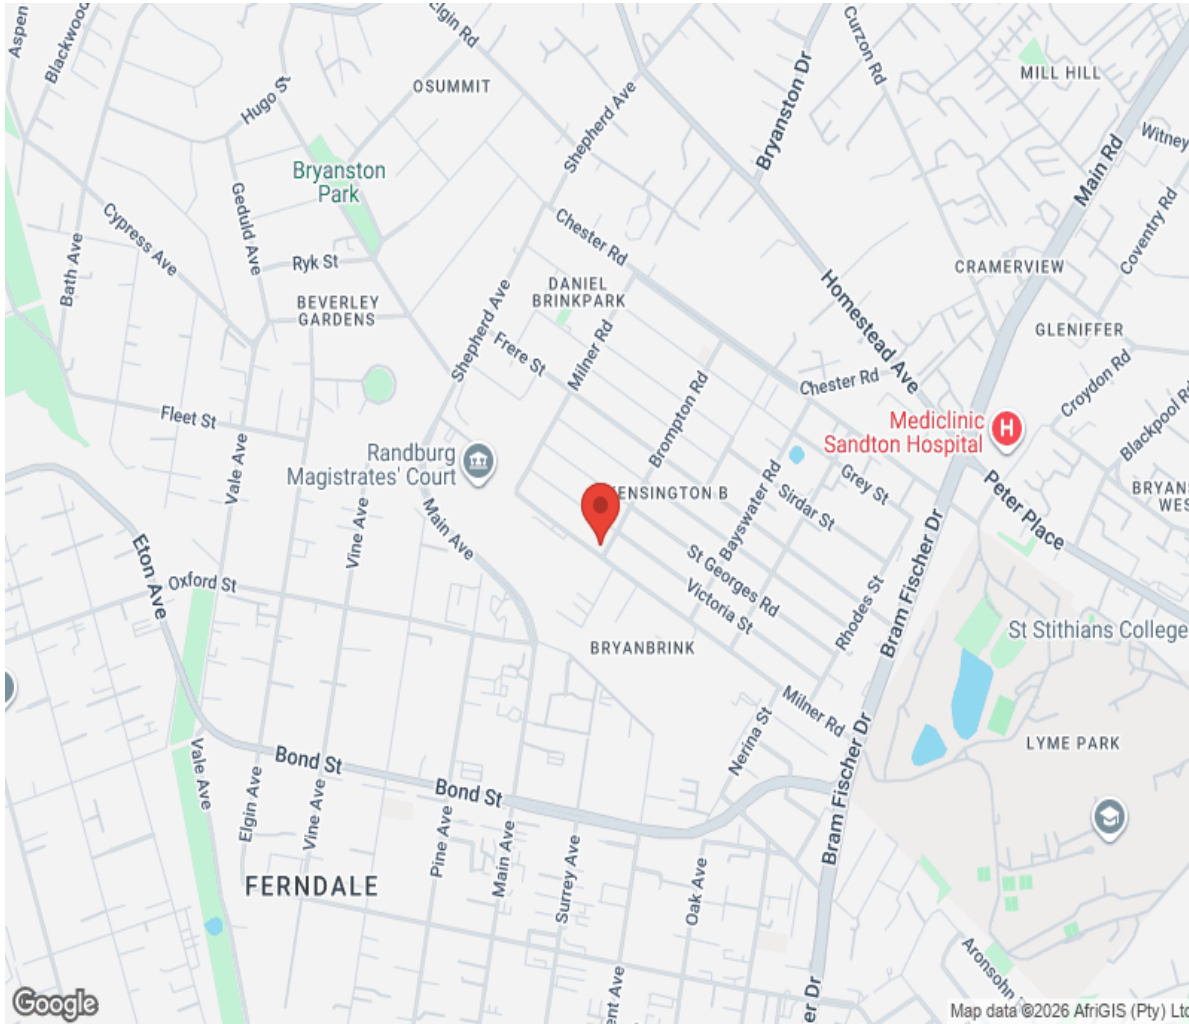 Aspen
Blackwood
Elgin Rd
Curzon Rd
MILL HILL
OSUMMIT
Hugo St
Shepherd Ave
Bryanston Dr
Main Rd
Witney
Bryanston
Park
Geduld Ave
Cypress Ave
Chester Rd
Coventry Rd
Bath Ave
Ryk St
CRAMERVIEW
DANIEL
BRINKPARK
BEVERLEY
GARDENS
Homestead Ave
GLENIFFER
Shepherd Ave
Frere St
Milner Rd
Chester Rd
Croydon Rd
Fleet St
Brompton Rd
Mediclinic
Sandton Hospital
H
Blackpool Rd
Vale Ave
Randburg
Magistrates' Court
Grey St
Sirdar St
Bayswater Rd
KENSINGTON B
Peter Place
BRYANS
WES
Main Ave
Vine Ave
Eton Ave
Oxford St
St Georges Rd
Victoria St
Rhodes St
Bram Fischer Dr
St Stithians College
BRYANBRINK
Milner Rd
Nerina St
LYME PARK
Vale Ave
Bond St
Bond St
Bram Fischer Dr
Elgin Ave
Vine Ave
Pine Ave
Main Ave
Surrey Ave
Oak Ave
FERNDALE
Aronsohn
ent Ave
er Dr
Google
Map data ©2026 AfriGIS (Pty) Ltd